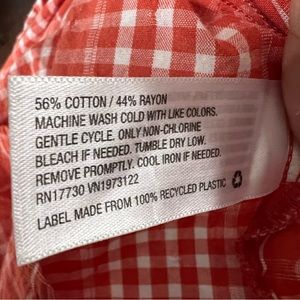 56% COTTON / 44% RAYON
MACHINE WASH COLD WITH LIKE COLORS.
GENTLE CYCLE. ONLY NON-CHLORINE
BLEACH IF NEEDED. TUMBLE DRY LOW.
REMOVE PROMPTLY. COOL IRON IF NEEDED.
RN17730 VN1973122
LABEL MADE FROM 100% RECYCLED PLASTIC